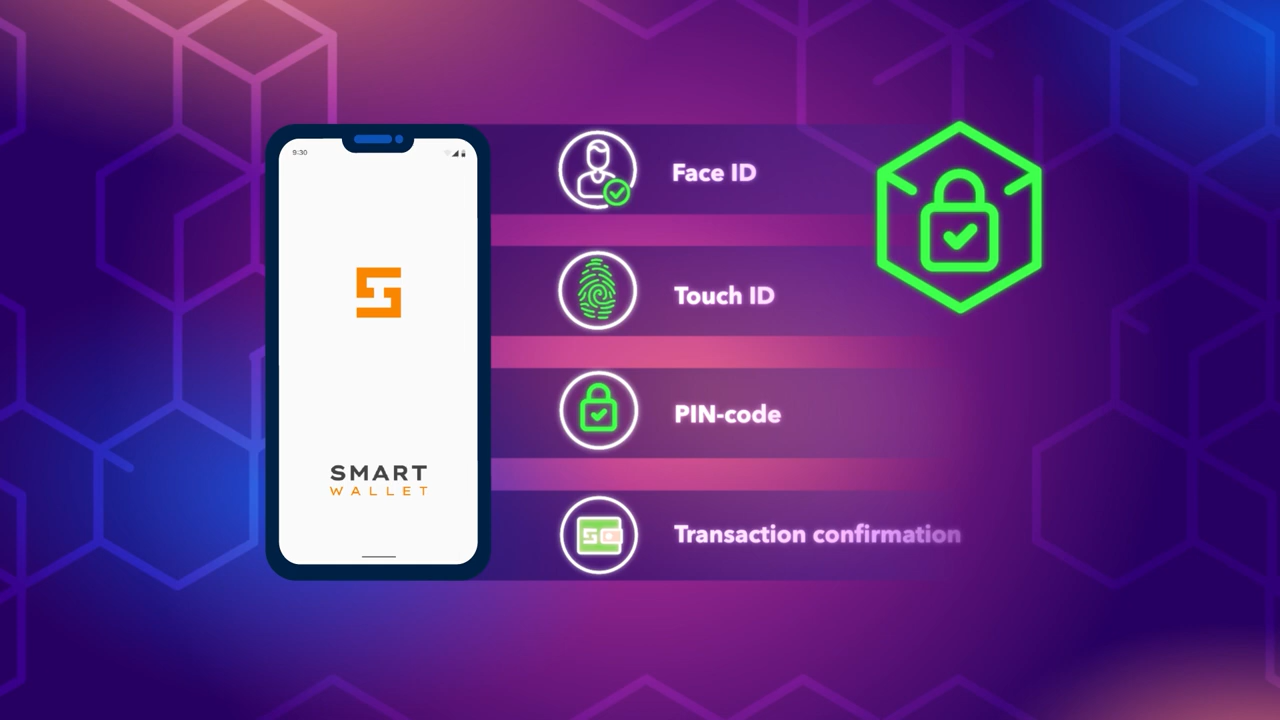 9:30
SMART
WALLET
Face ID
Touch ID
PIN-code
Transaction confirmation